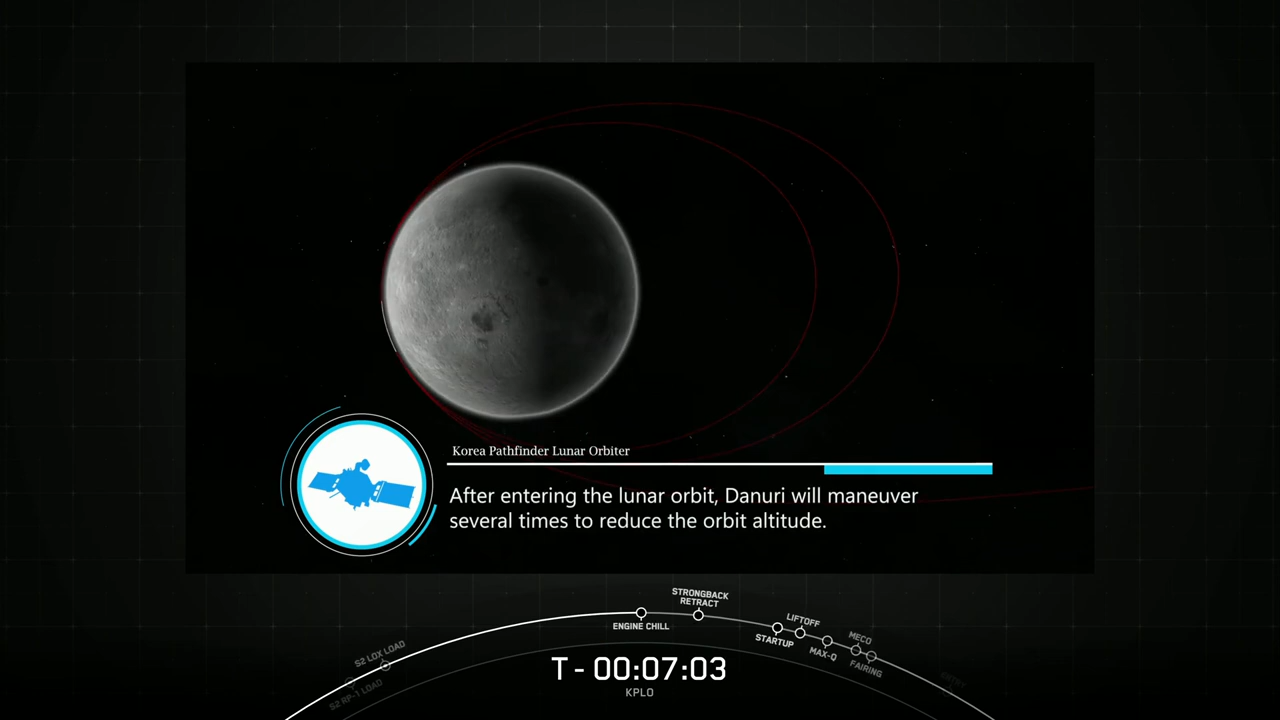 Korea Pathfinder Lunar Orbiter
After entering the lunar orbit, Danuri will maneuver
several times to reduce the orbit altitude.
S2 RP-1 LOAD
S2 LOX LOAD
ENGINE CHILL
STRONGBACK
RETRACT
STARTUP
LIFTOFF
MAX-Q
MECO
FAIRING
T - 00:07:03
KPLO